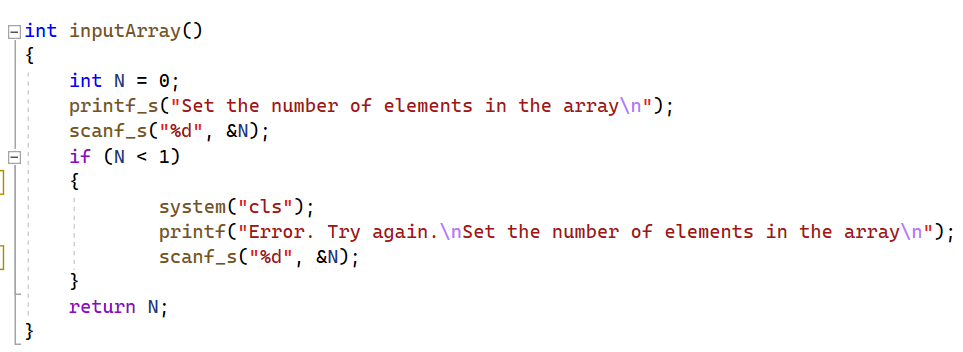 int inputArray()
{
    int N = 0;
    printf_s("Set the number of elements in the array\n");
    scanf_s("%d", &N);
    if (N < 1)
    {
            system("cls");
            printf("Error. Try again.\nSet the number of elements in the array\n");
            scanf_s("%d", &N);
    }
    return N;
}